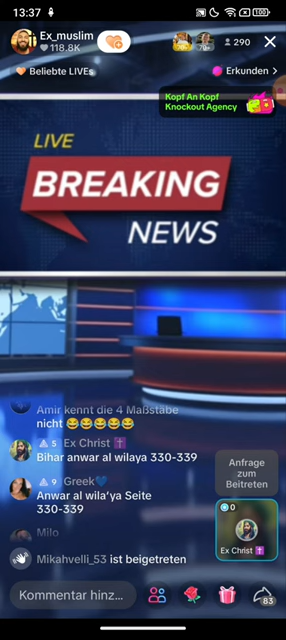 13:37
100
Ex_muslim
118.8K
290
Beliebte LIVEs
Erkunden >
Kopf An Kopf
Knockout Agency
LIVE
BREAKING
NEWS
Amir kennt die 4 Maßstäbe
nicht 😂😂😂😂😂
5 Ex Christ ✝️
Bihar anwar al wilaya 330-339
9 Greek💙
Anwar al wila'ya Seite
330-339
Milo
Mikahvelli_53 ist beigetreten
Anfrage
zum
Beitreten
0
Ex Christ ✝️
Kommentar hinz...
83